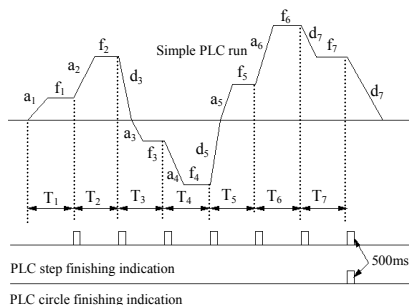 f6
Simple PLC run
a6
d7
f2
f7
a2
f5
f1
d3
a1
a5
d7
a3
f3
d5
a4
f4
T1 T2 T3 T4 T5 T6 T7
500ms
PLC step finishing indication
PLC circle finishing indication